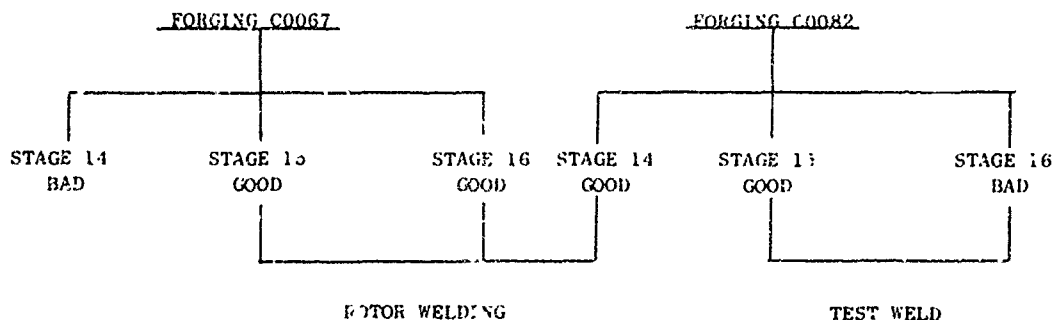 FORGING C0067 FORGING C0082
STAGE 14 STAGE 15 STAGE 16 STAGE 14 STAGE STAGE 16
BAD GOOD GOOD GOOD GOOD BAD
ROTOR WELDING TEST WELD